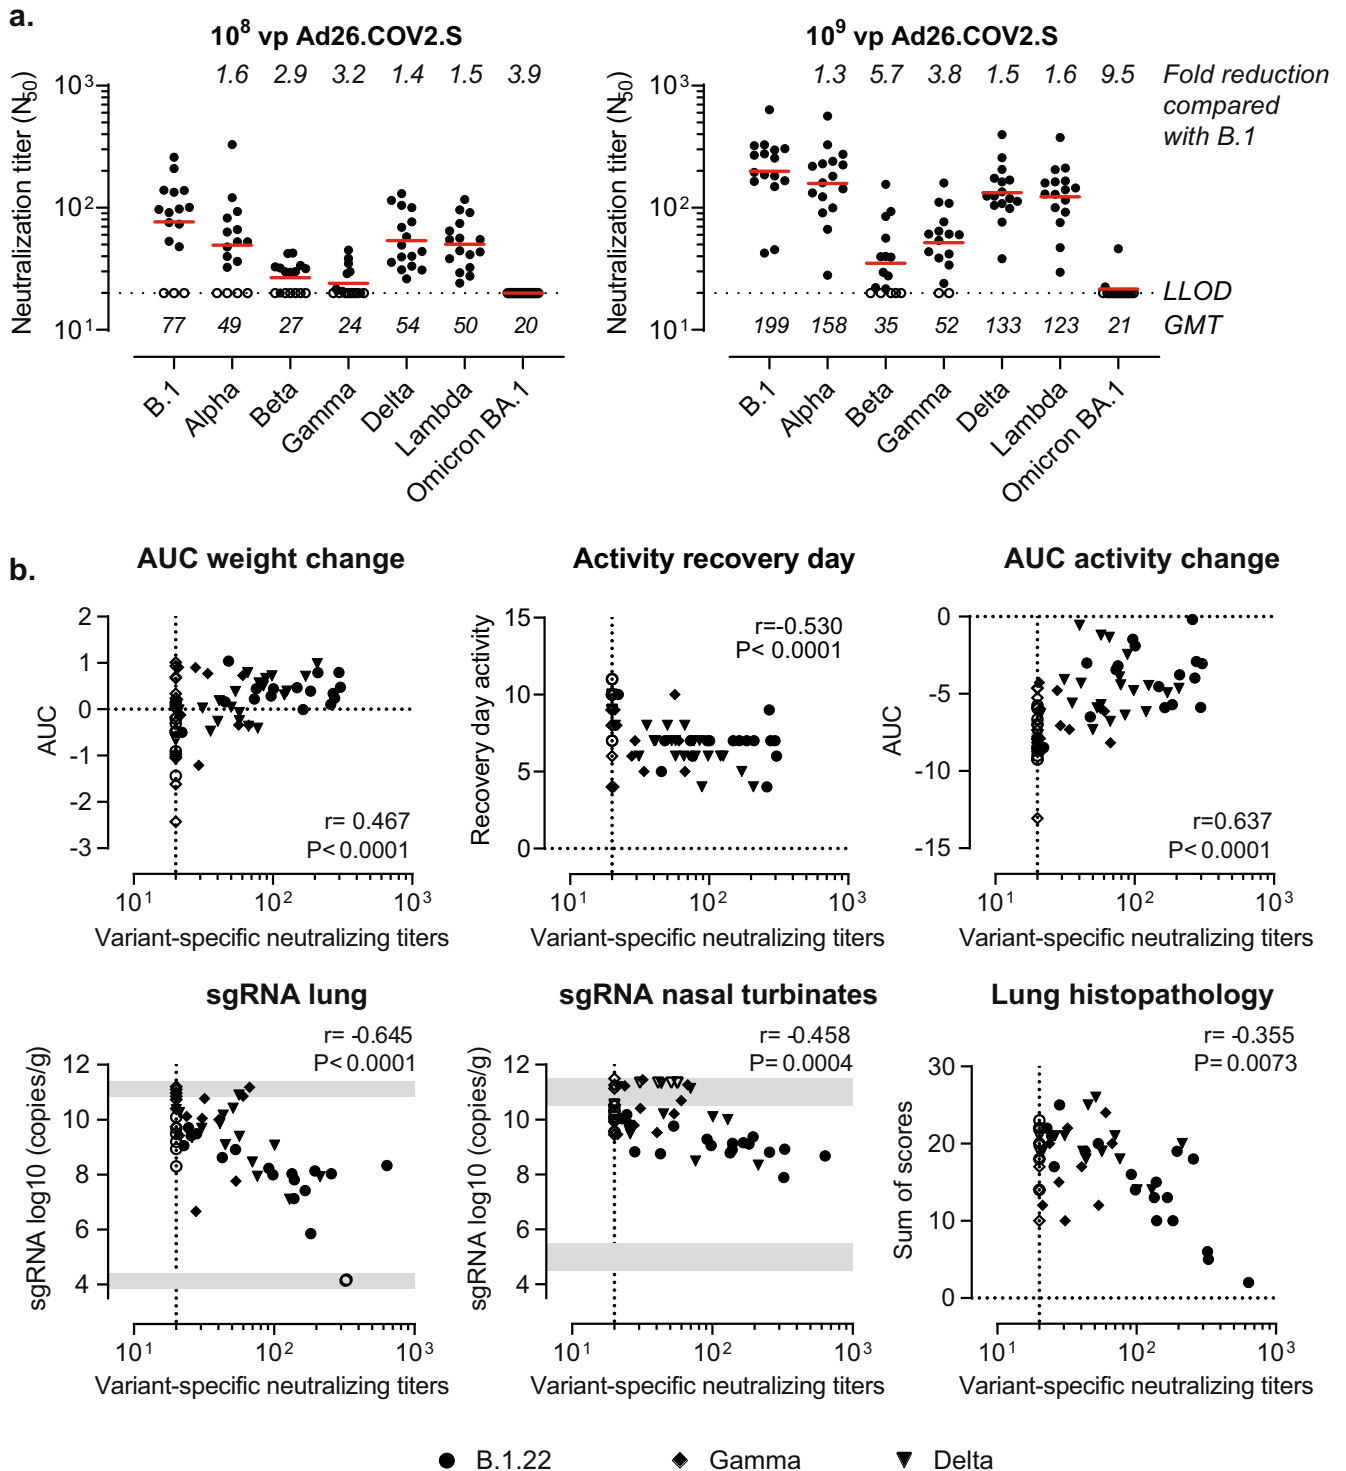 a.
10⁸ vp Ad26.COV2.S
10⁹ vp Ad26.COV2.S
1.6 2.9 3.2 1.4 1.5 3.9
1.3 5.7 3.8 1.5 1.6 9.5
Fold reduction
compared
with B.1
Neutralization titer (N50)
10³
10²
10¹
77 49 27 24 54 50 20
B.1 Alpha Beta Gamma Delta Lambda Omicron BA.1
Neutralization titer (N50)
10³
10²
10¹
LLOD
199 158 35 52 133 123 21
GMT
B.1 Alpha Beta Gamma Delta Lambda Omicron BA.1
b.
AUC weight change
AUC
2
1
0
-1
-2
-3
r= 0.467
P< 0.0001
10¹ 10² 10³
Variant-specific neutralizing titers
Activity recovery day
Recovery day activity
15
10
5
0
r=-0.530
P< 0.0001
10¹ 10² 10³
Variant-specific neutralizing titers
AUC activity change
AUC
0
-5
-10
-15
r=0.637
P< 0.0001
10¹ 10² 10³
Variant-specific neutralizing titers
sgRNA lung
r= -0.645
P< 0.0001
sgRNA log10 (copies/g)
12
10
8
6
4
10¹ 10² 10³
Variant-specific neutralizing titers
sgRNA nasal turbinates
r= -0.458
P= 0.0004
sgRNA log10 (copies/g)
12
10
8
6
4
10¹ 10² 10³
Variant-specific neutralizing titers
Lung histopathology
r= -0.355
P= 0.0073
Sum of scores
30
20
10
0
10¹ 10² 10³
Variant-specific neutralizing titers
B.1.22 Gamma Delta